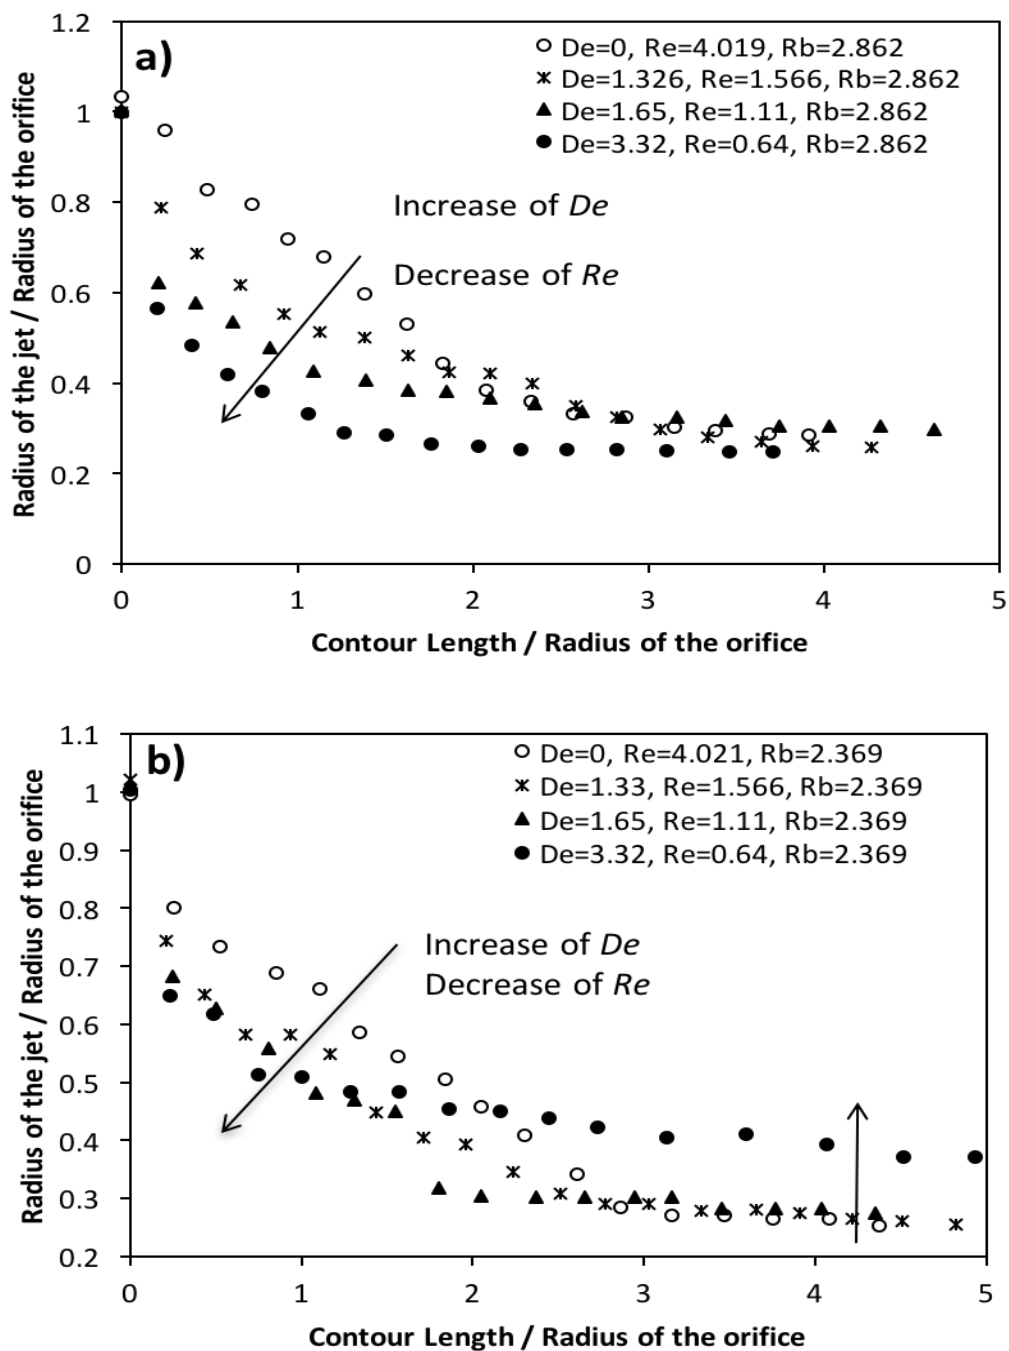 a)
De=0, Re=4.019, Rb=2.862
De=1.326, Re=1.566, Rb=2.862
De=1.65, Re=1.11, Rb=2.862
De=3.32, Re=0.64, Rb=2.862
Increase of De
Decrease of Re
Radius of the jet / Radius of the orifice
1.2
1
0.8
0.6
0.4
0.2
0
0 1 2 3 4 5
Contour Length / Radius of the orifice
b)
De=0, Re=4.021, Rb=2.369
De=1.33, Re=1.566, Rb=2.369
De=1.65, Re=1.11, Rb=2.369
De=3.32, Re=0.64, Rb=2.369
Increase of De
Decrease of Re
Radius of the jet / Radius of the orifice
1.1
1
0.9
0.8
0.7
0.6
0.5
0.4
0.3
0.2
0 1 2 3 4 5
Contour Length / Radius of the orifice